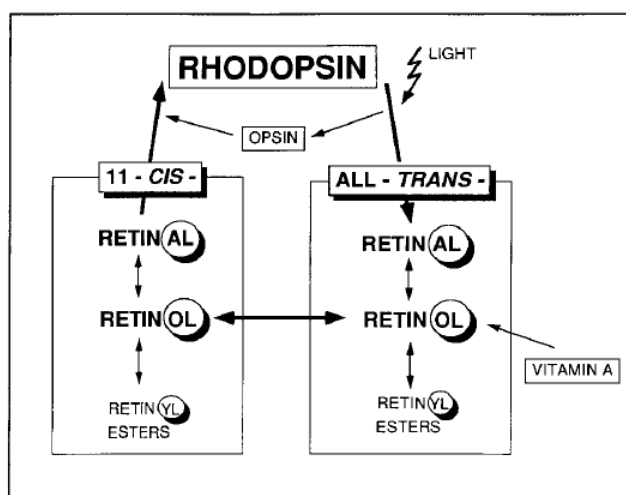 RHODOPSIN
LIGHT
OPSIN
11 - CIS -
ALL - TRANS -
RETINAL
RETINAL
RETINOL
RETINOL
VITAMIN A
RETINYL
ESTERS
RETINYL
ESTERS